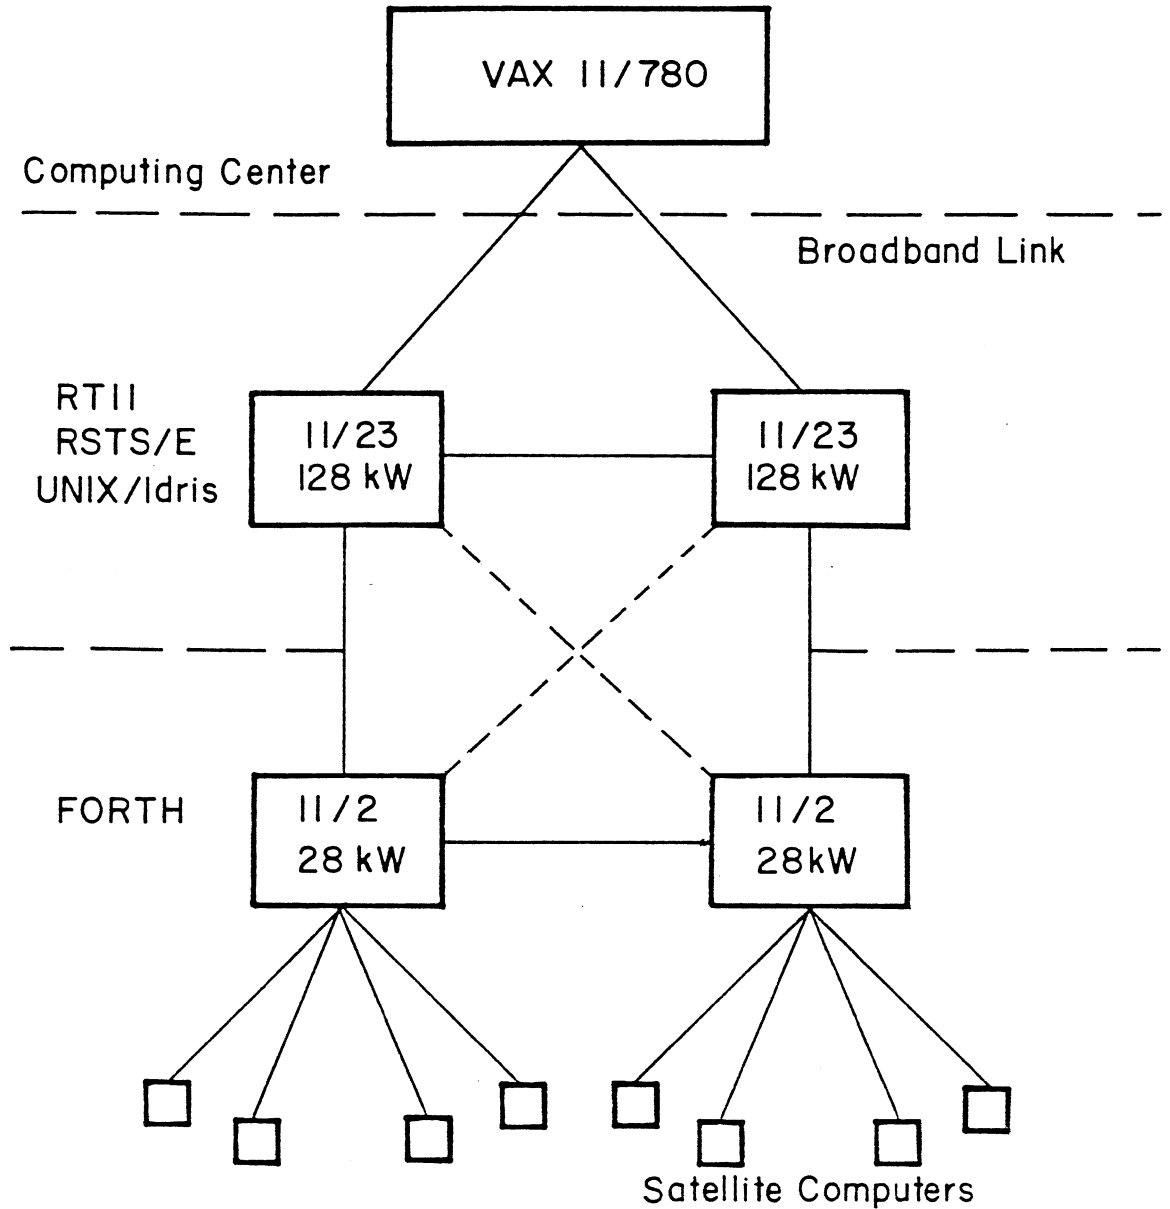 VAX 11/780
Computing Center
Broadband Link
RT11
RSTS/E
UNIX/Idris
11/23
128 kW
11/23
128 kW
FORTH
11/2
28 kW
11/2
28kW
Satellite Computers